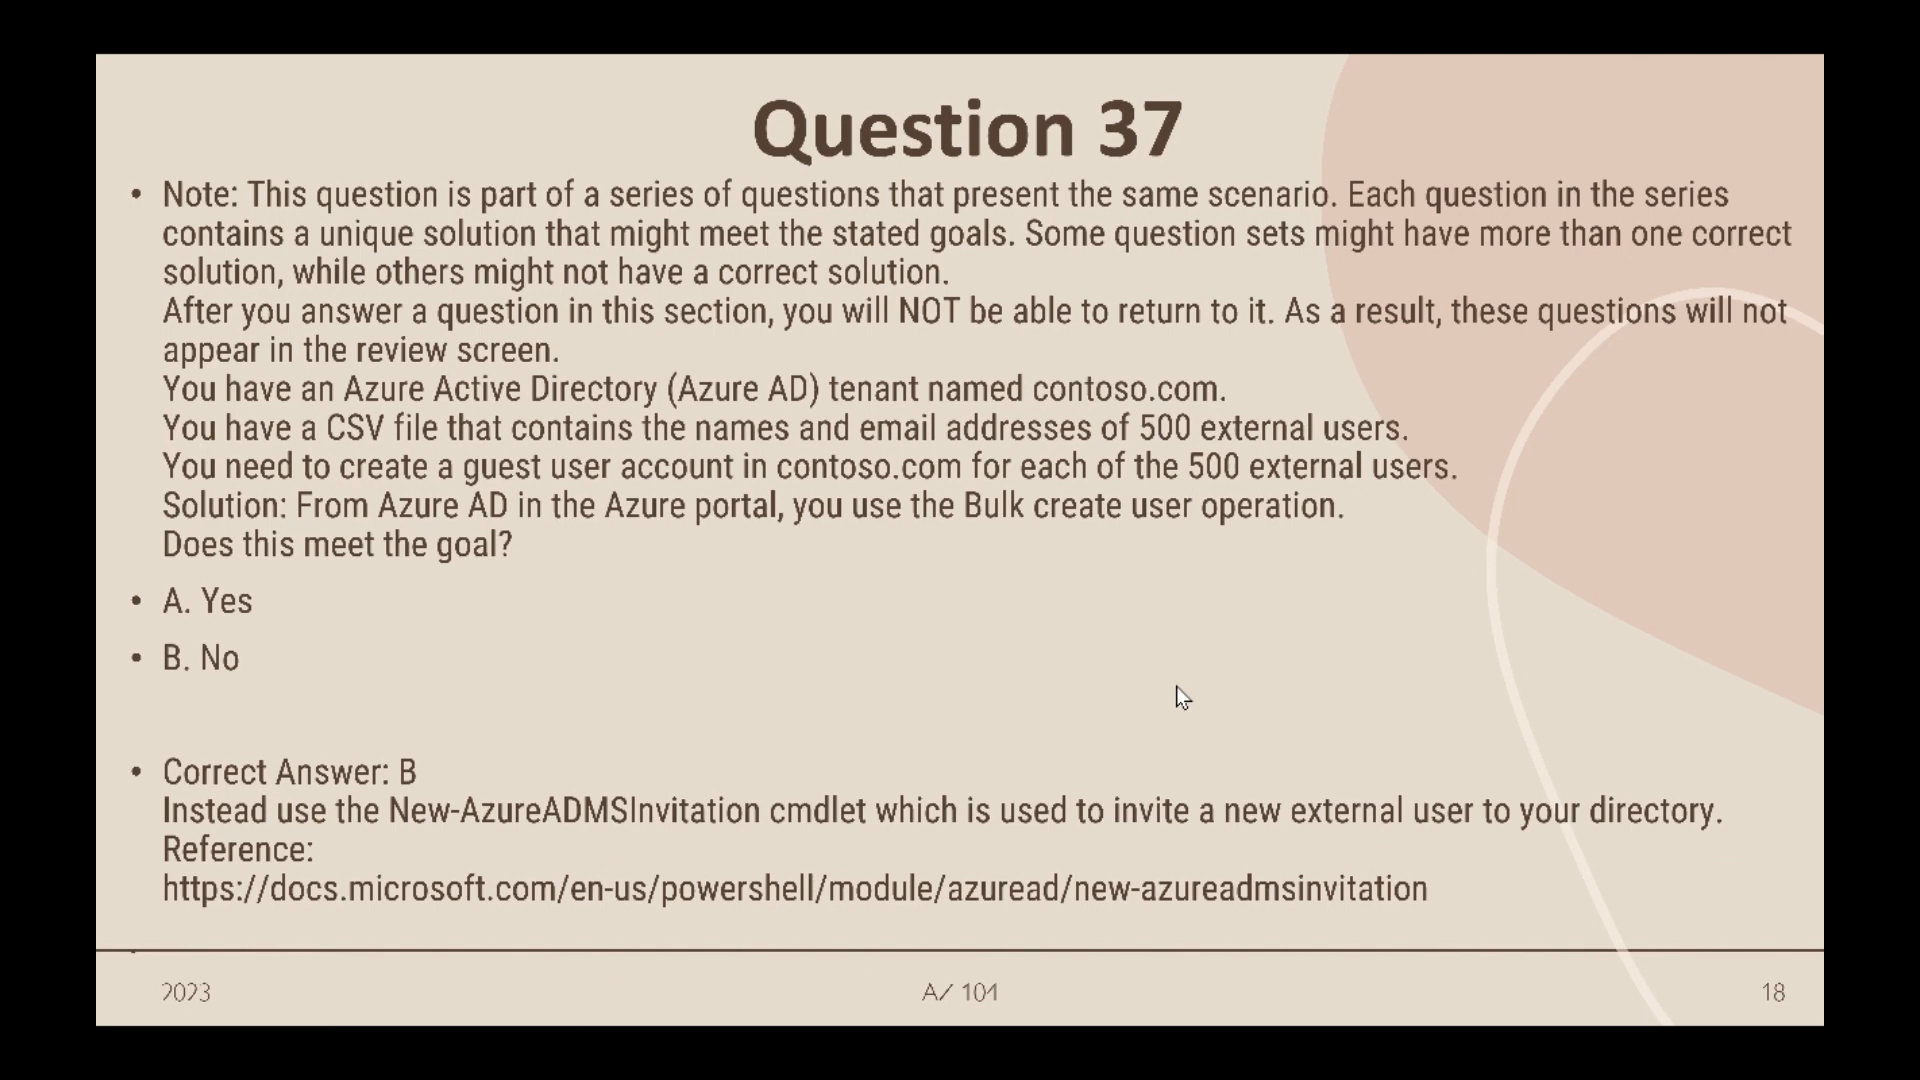 Question 37
• Note: This question is part of a series of questions that present the same scenario. Each question in the series
contains a unique solution that might meet the stated goals. Some question sets might have more than one correct
solution, while others might not have a correct solution.
After you answer a question in this section, you will NOT be able to return to it. As a result, these questions will not
appear in the review screen.
You have an Azure Active Directory (Azure AD) tenant named contoso.com.
You have a CSV file that contains the names and email addresses of 500 external users.
You need to create a guest user account in contoso.com for each of the 500 external users.
Solution: From Azure AD in the Azure portal, you use the Bulk create user operation.
Does this meet the goal?
• A. Yes
• B. No
• Correct Answer: B
Instead use the New-AzureADMSInvitation cmdlet which is used to invite a new external user to your directory.
Reference:
https://docs.microsoft.com/en-us/powershell/module/azuread/new-azureadmsinvitation
2023
AZ 104
18